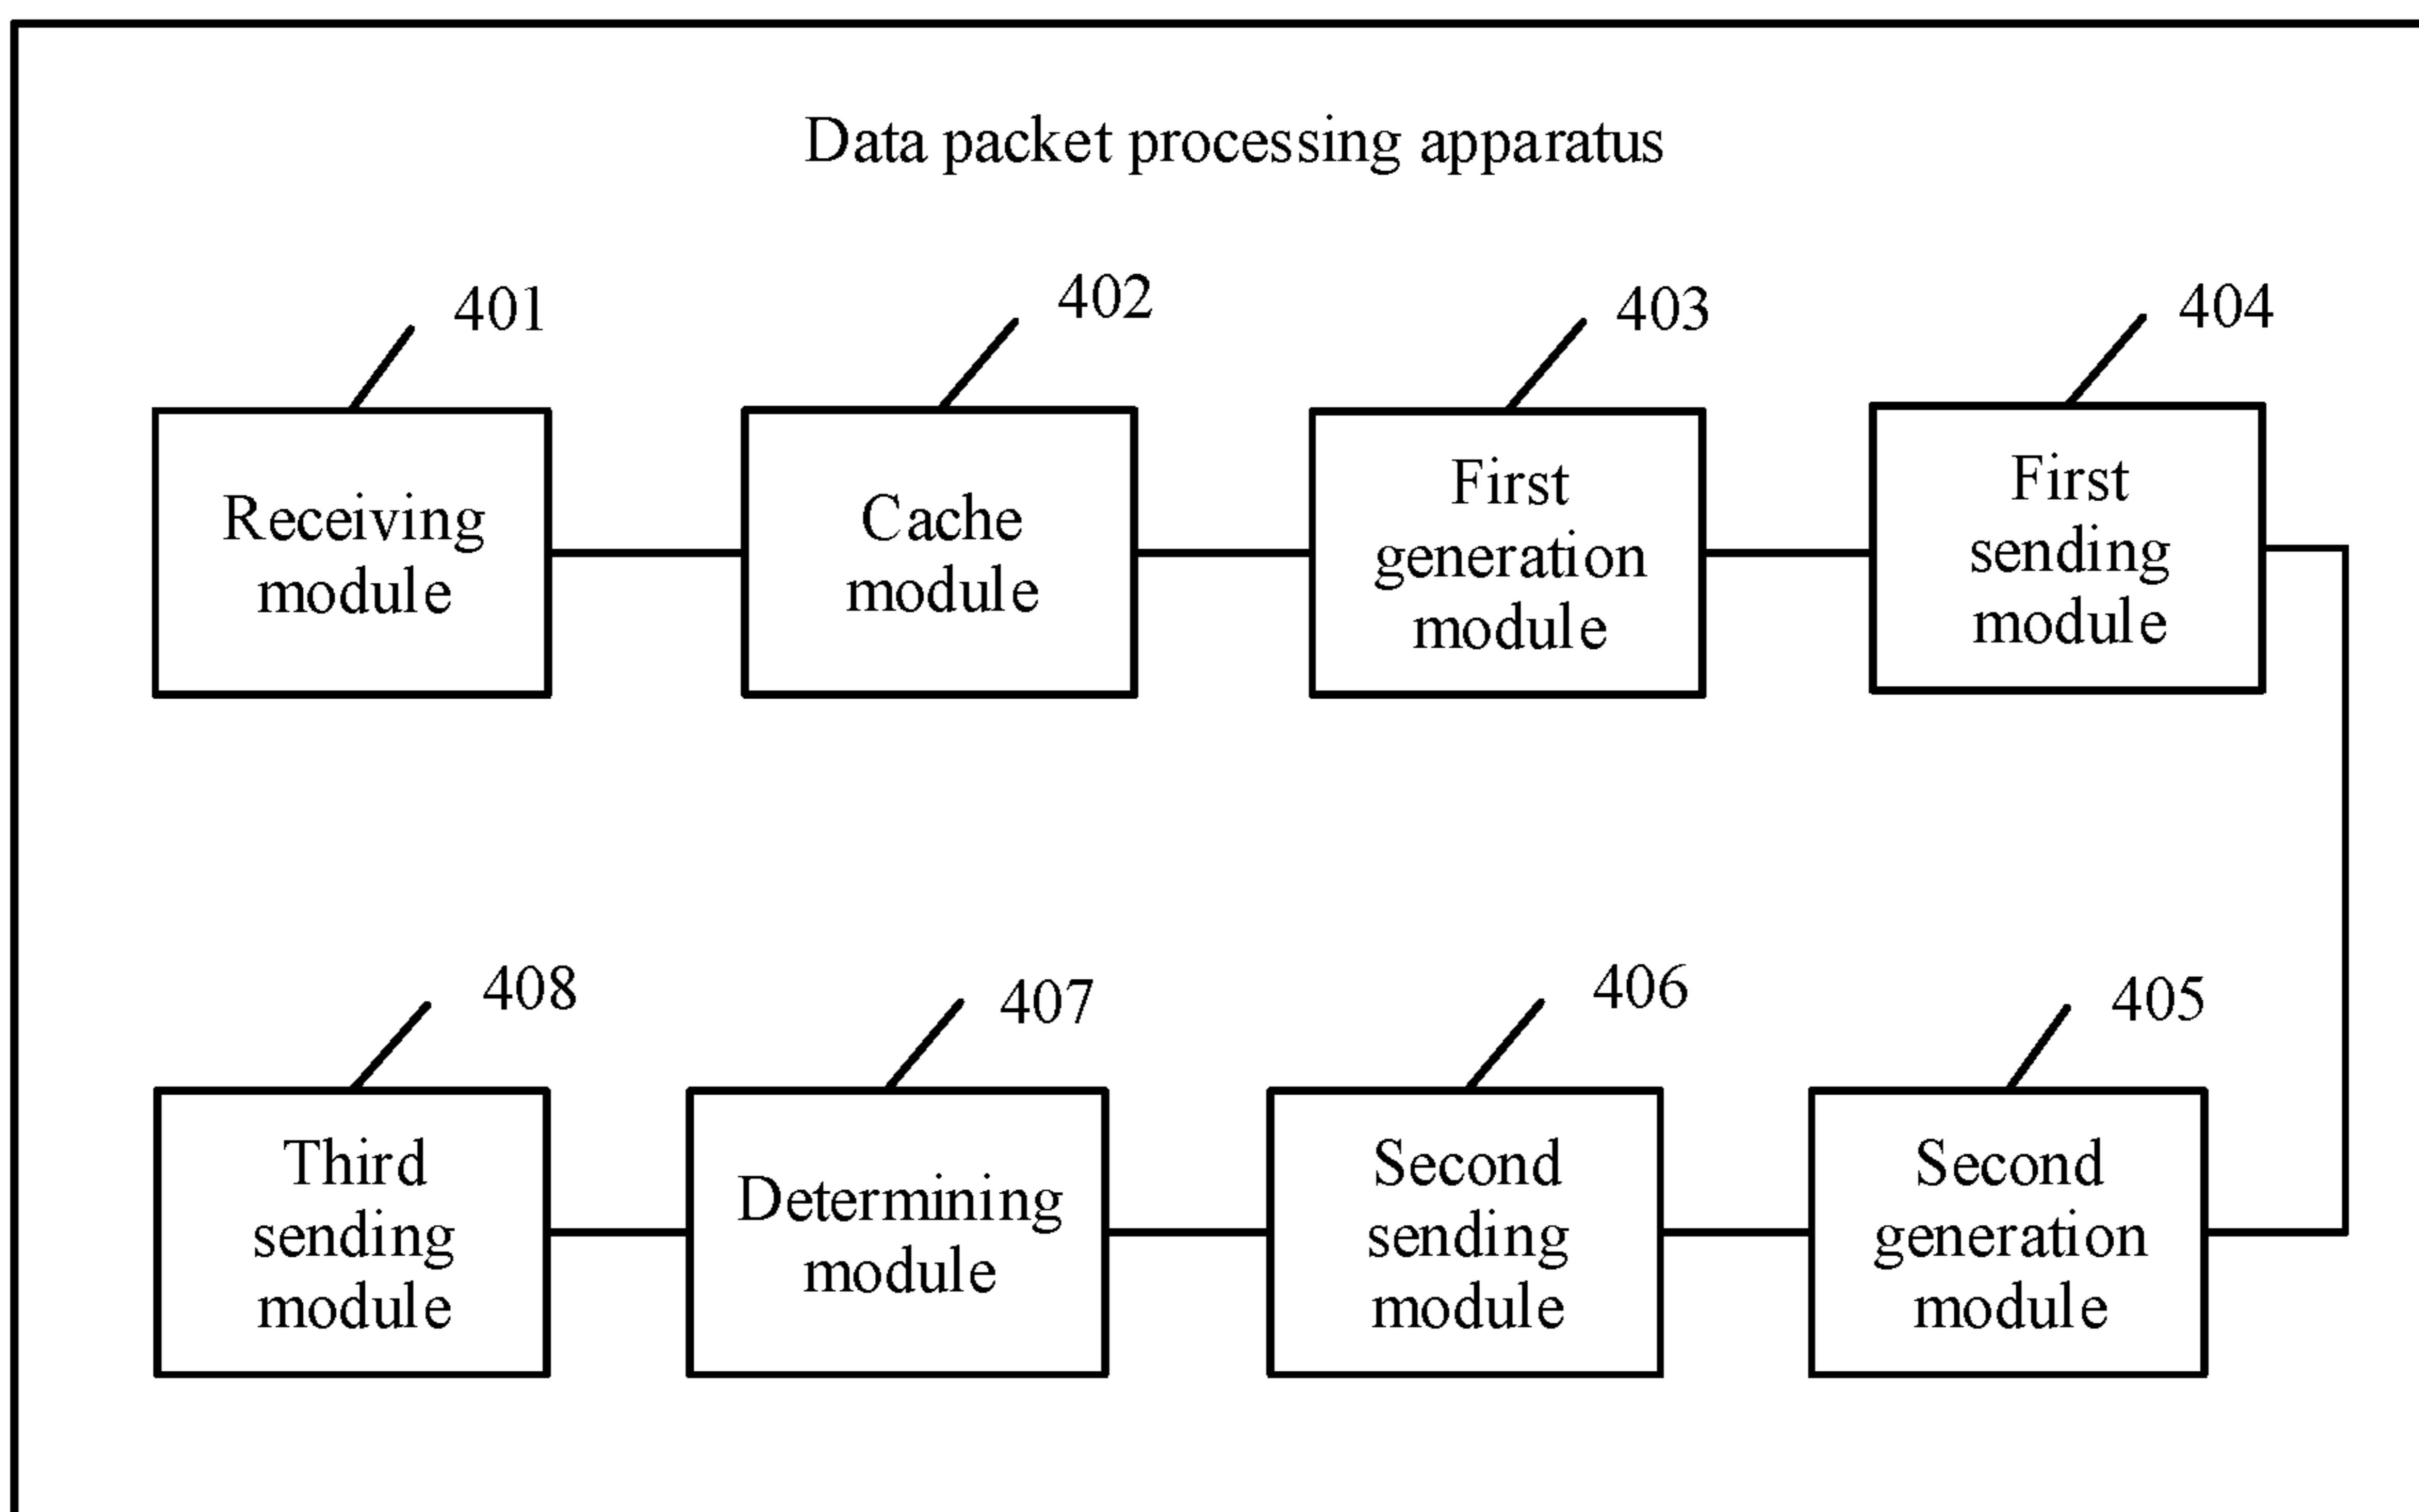 Data packet processing apparatus
401
402
403
404
Receiving
module
Cache
module
First
generation
module
First
sending
module
408
407
406
405
Third
sending
module
Determining
module
Second
sending
module
Second
generation
module